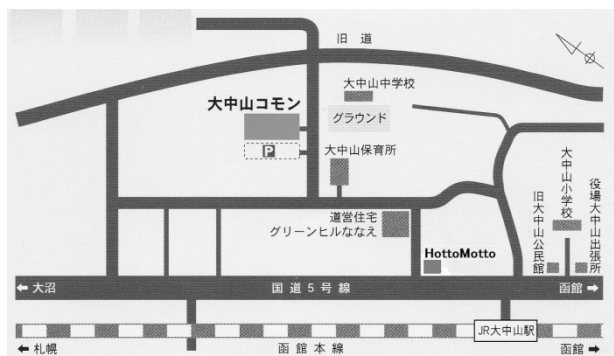 旧道
大中山中学校
大中山コモン
グラウンド
P
大中山保育所
大中山小学校
役場大中山出張所
旧大中山公民館
道営住宅
グリーンヒルななえ
HottoMotto
←大沼
国道5号線
函館→
JR大中山駅
←札幌
函館本線
函館→